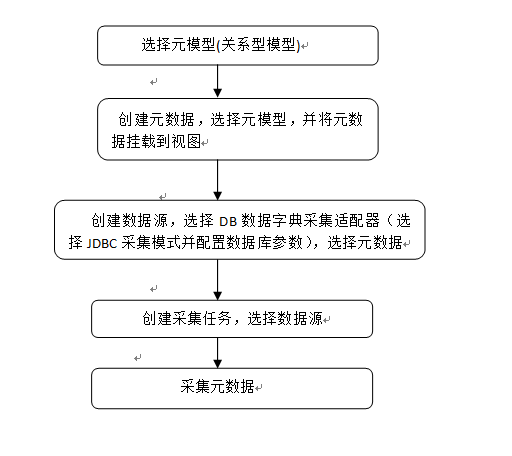 选择元模型(关系型模型)
创建元数据，选择元模型，并将元数
据挂载到视图
创建数据源，选择 DB 数据字典采集适配器（选
择 JDBC 采集模式并配置数据库参数），选择元数据
创建采集任务，选择数据源
采集元数据